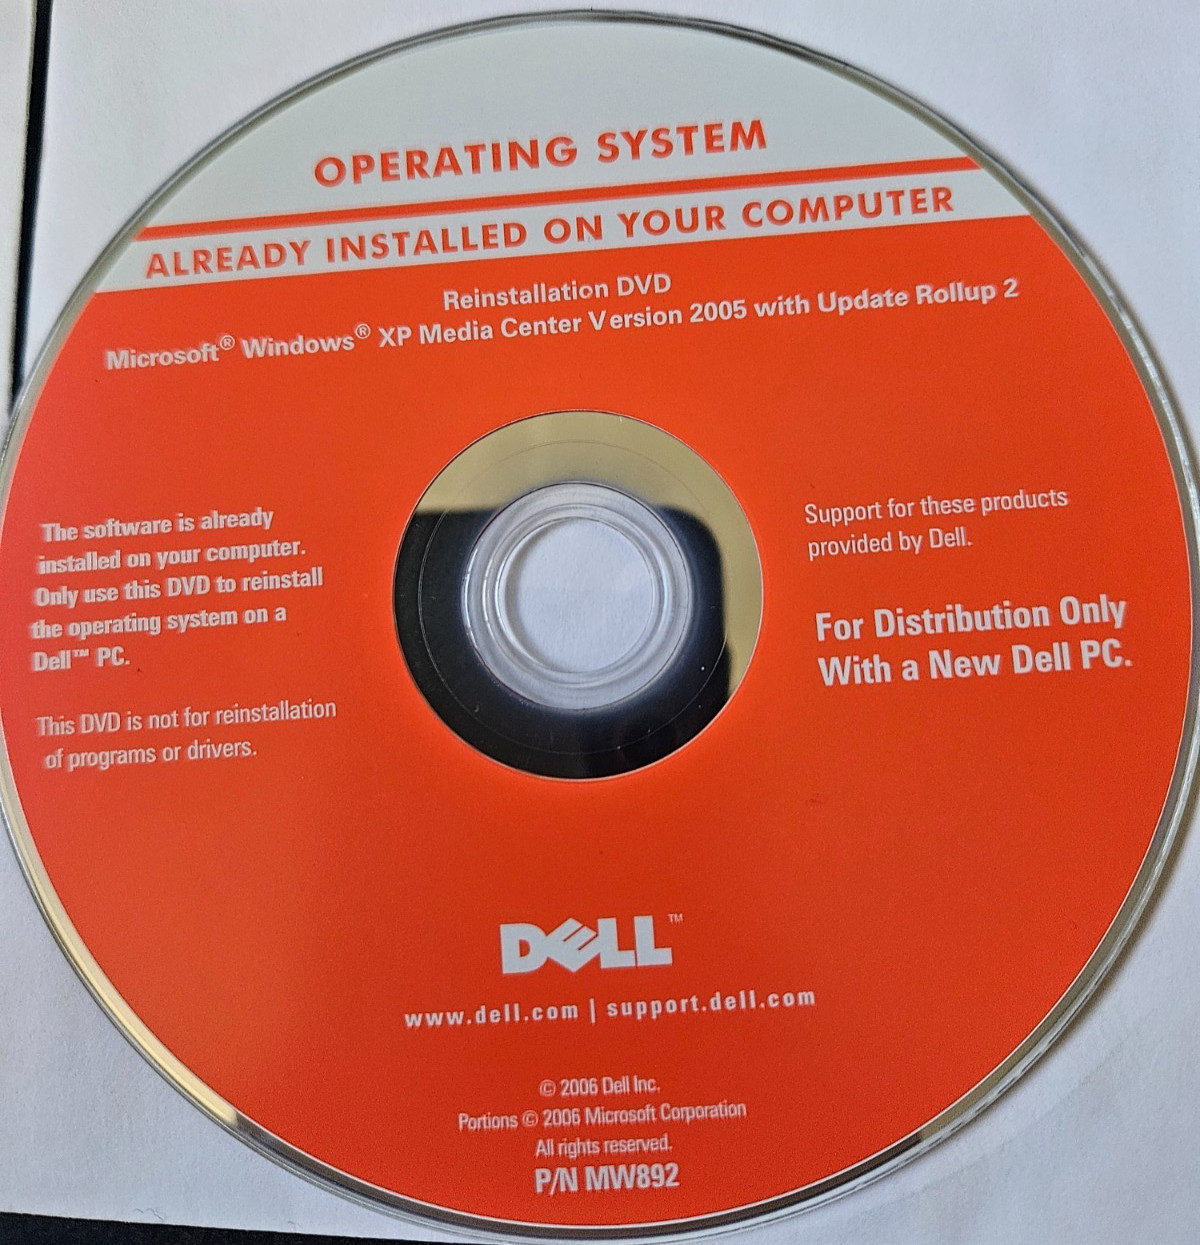 OPERATING SYSTEM
ALREADY INSTALLED ON YOUR COMPUTER
Reinstallation DVD
Microsoft® Windows® XP Media Center Version 2005 with Update Rollup 2
The software is already
installed on your computer.
Only use this DVD to reinstall
the operating system on a
Dell™ PC.
This DVD is not for reinstallation
of programs or drivers.
Support for these products
provided by Dell.
For Distribution Only
With a New Dell PC.
DELL™
www.dell.com | support.dell.com
© 2006 Dell Inc.
Portions © 2006 Microsoft Corporation
All rights reserved.
P/N MW892